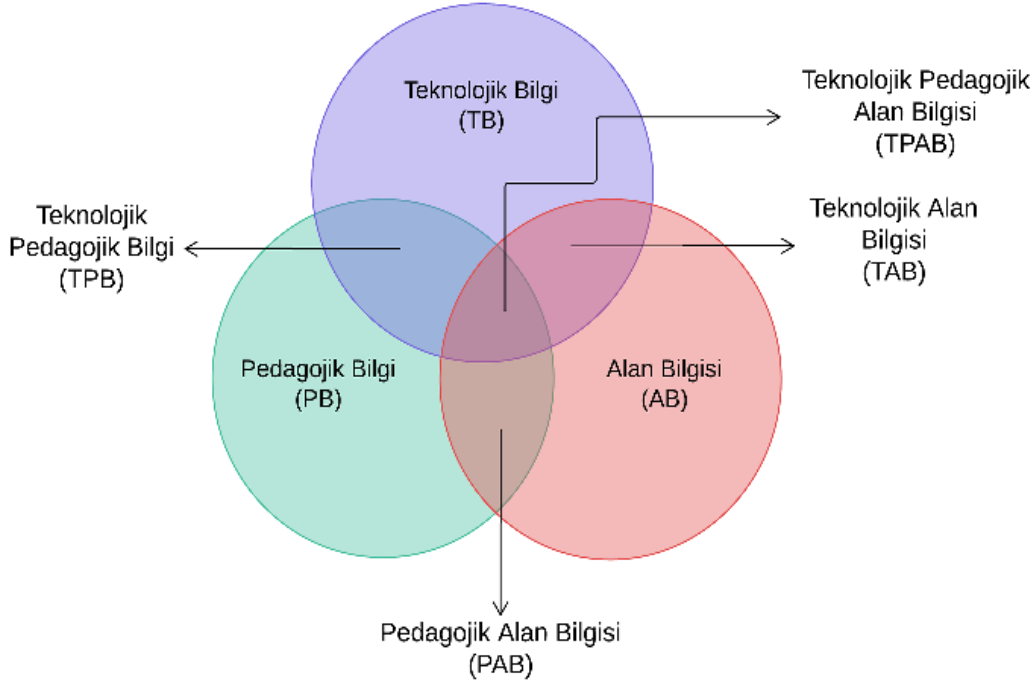 Teknolojik Bilgi
(TB)
Teknolojik Pedagojik
Alan Bilgisi
(TPAB)
Teknolojik
Pedagojik Bilgi
(TPB)
Teknolojik Alan
Bilgisi
(TAB)
Pedagojik Bilgi
(PB)
Alan Bilgisi
(AB)
Pedagojik Alan Bilgisi
(PAB)